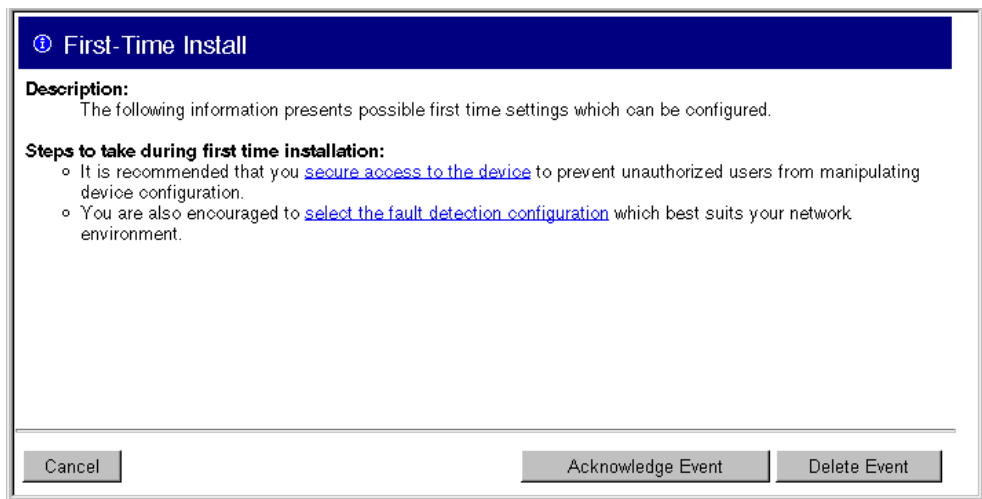 First-Time Install
Description:
The following information presents possible first time settings which can be configured.
Steps to take during first time installation:
It is recommended that you secure access to the device to prevent unauthorized users from manipulating
device configuration.
You are also encouraged to select the fault detection configuration which best suits your network
environment.
Cancel
Acknowledge Event
Delete Event